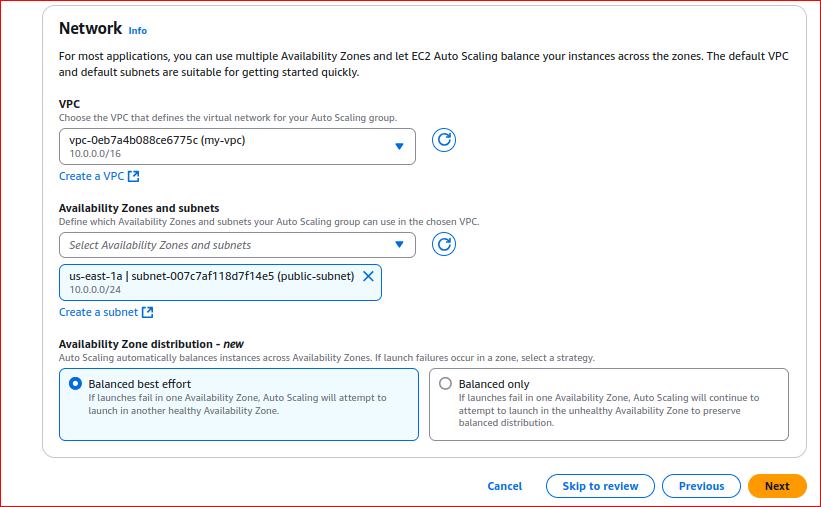 Network Info
For most applications, you can use multiple Availability Zones and let EC2 Auto Scaling balance your instances across the zones. The default VPC
and default subnets are suitable for getting started quickly.
VPC
Choose the VPC that defines the virtual network for your Auto Scaling group.
vpc-0eb7a4b088ce6775c (my-vpc)
10.0.0.0/16
Create a VPC
Availability Zones and subnets
Define which Availability Zones and subnets your Auto Scaling group can use in the chosen VPC.
Select Availability Zones and subnets
us-east-1a | subnet-007c7af118d7f14e5 (public-subnet)
10.0.0.0/24
Create a subnet
Availability Zone distribution - new
Auto Scaling automatically balances instances across Availability Zones. If launch failures occur in a zone, select a strategy.
Balanced best effort
If launches fail in one Availability Zone, Auto Scaling will attempt to
launch in another healthy Availability Zone.
Balanced only
If launches fail in one Availability Zone, Auto Scaling will continue to
attempt to launch in the unhealthy Availability Zone to preserve
balanced distribution.
Cancel Skip to review Previous Next